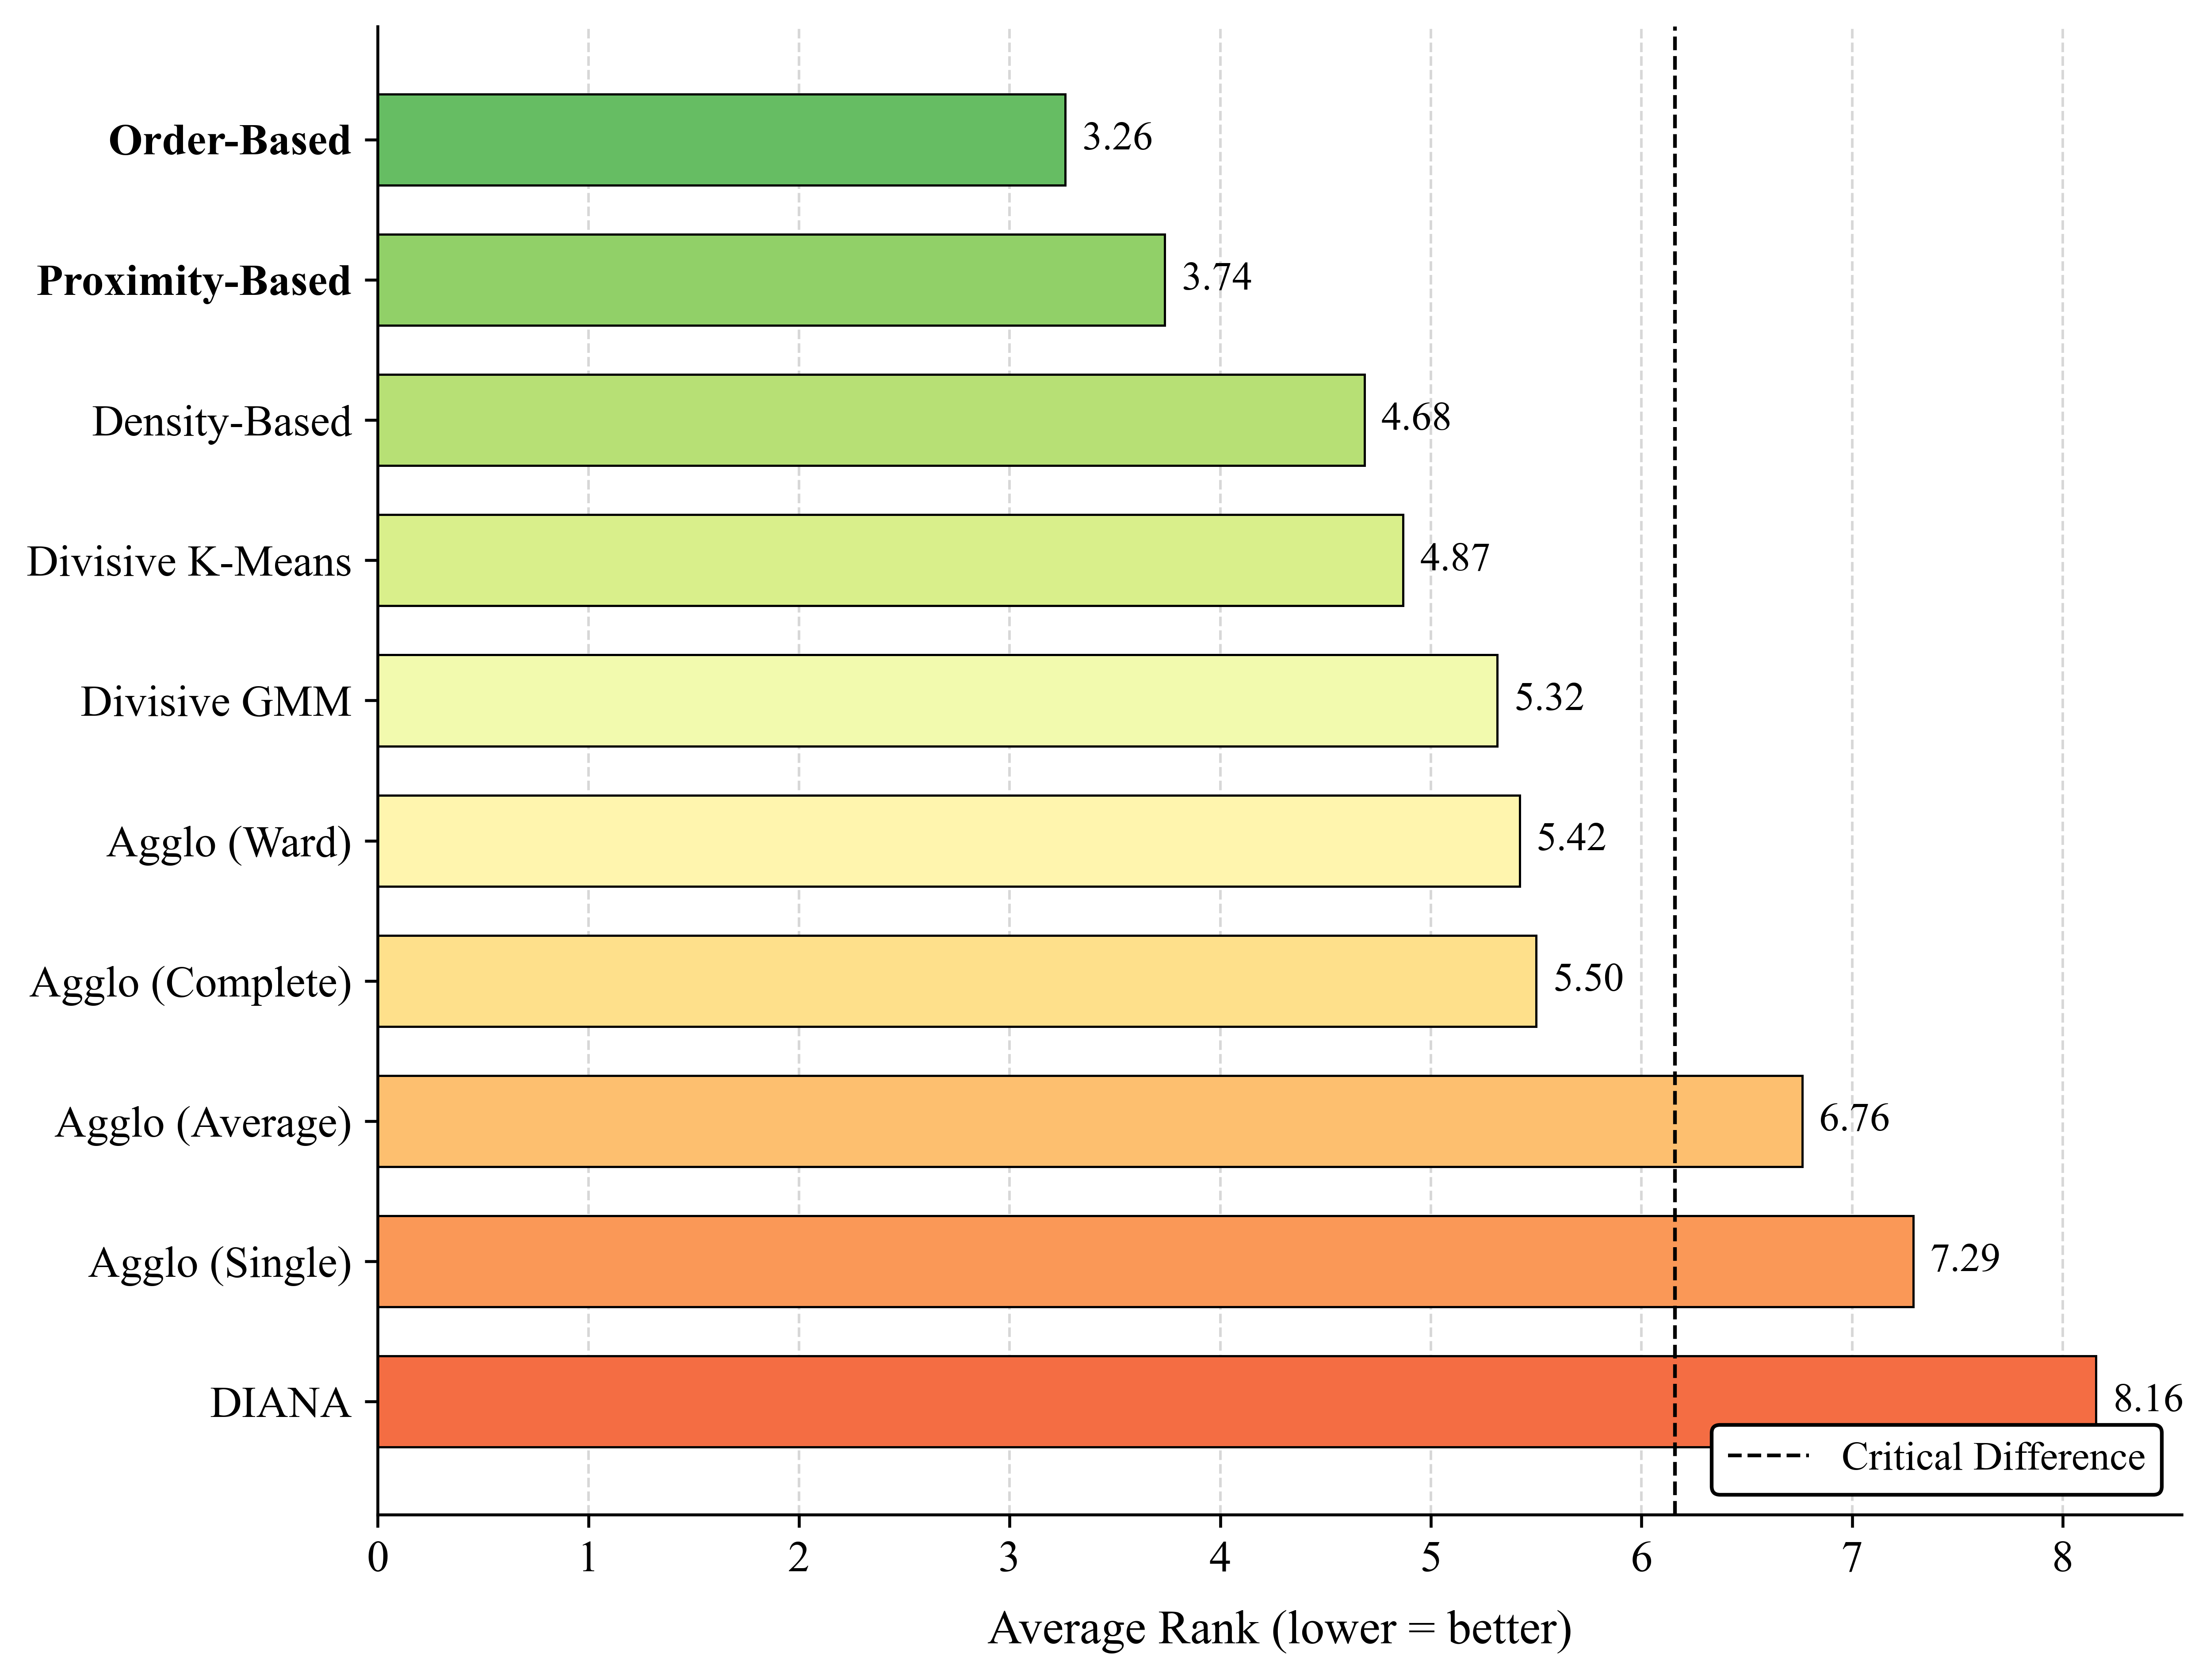 Order-Based
3.26
Proximity-Based
3.74
Density-Based
4.68
Divisive K-Means
4.87
Divisive GMM
5.32
Agglo (Ward)
5.42
Agglo (Complete)
5.50
Agglo (Average)
6.76
Agglo (Single)
7.29
DIANA
8.16
Critical Difference
0 1 2 3 4 5 6 7 8
Average Rank (lower = better)